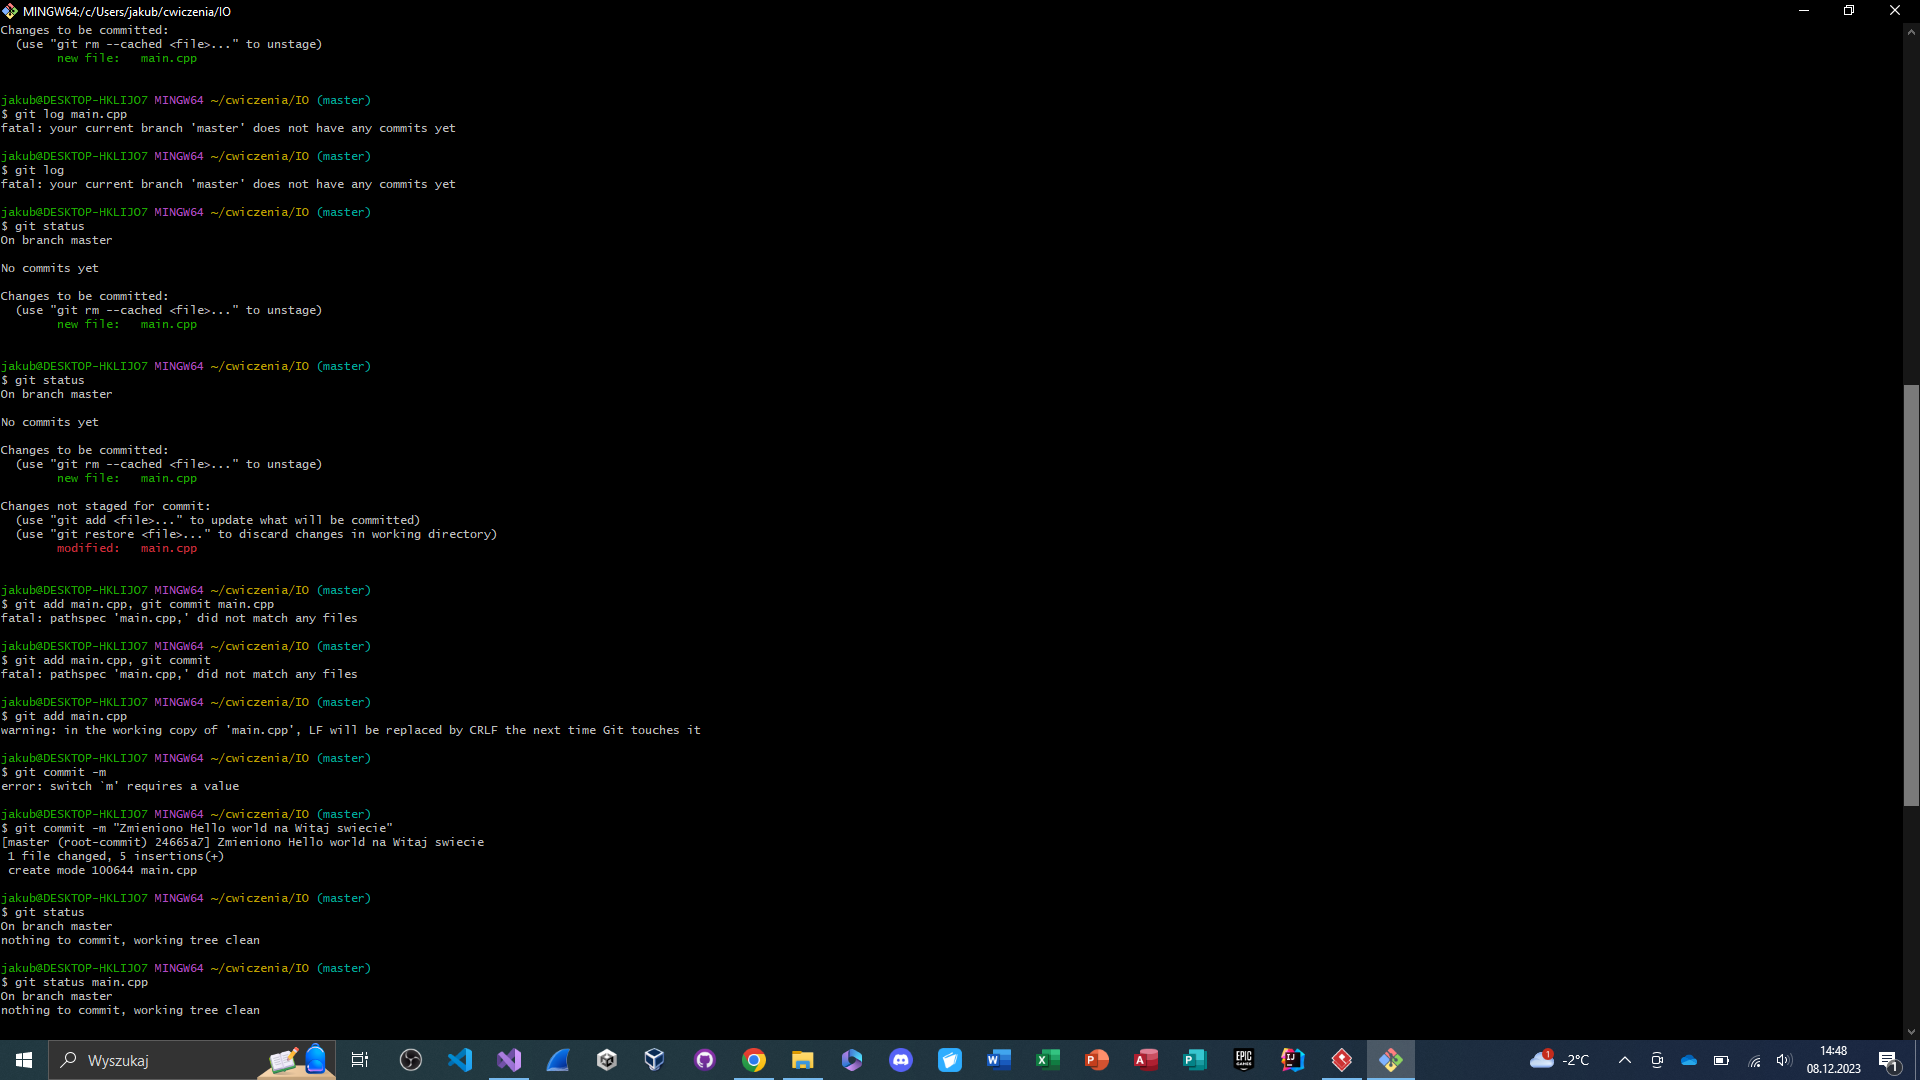 MINGW64:/c/Users/jakub/cwiczenia/IO
Changes to be committed:
  (use "git rm --cached <file>..." to unstage)
        new file:   main.cpp

jakub@DESKTOP-HKLIJO7 MINGW64 ~/cwiczenia/IO (master)
$ git log main.cpp
fatal: your current branch 'master' does not have any commits yet

jakub@DESKTOP-HKLIJO7 MINGW64 ~/cwiczenia/IO (master)
$ git log
fatal: your current branch 'master' does not have any commits yet

jakub@DESKTOP-HKLIJO7 MINGW64 ~/cwiczenia/IO (master)
$ git status
On branch master

No commits yet

Changes to be committed:
  (use "git rm --cached <file>..." to unstage)
        new file:   main.cpp

jakub@DESKTOP-HKLIJO7 MINGW64 ~/cwiczenia/IO (master)
$ git status
On branch master

No commits yet

Changes to be committed:
  (use "git rm --cached <file>..." to unstage)
        new file:   main.cpp

Changes not staged for commit:
  (use "git add <file>..." to update what will be committed)
  (use "git restore <file>..." to discard changes in working directory)
        modified:   main.cpp

jakub@DESKTOP-HKLIJO7 MINGW64 ~/cwiczenia/IO (master)
$ git add main.cpp, git commit main.cpp
fatal: pathspec 'main.cpp,' did not match any files

jakub@DESKTOP-HKLIJO7 MINGW64 ~/cwiczenia/IO (master)
$ git add main.cpp, git commit
fatal: pathspec 'main.cpp,' did not match any files

jakub@DESKTOP-HKLIJO7 MINGW64 ~/cwiczenia/IO (master)
$ git add main.cpp
warning: in the working copy of 'main.cpp', LF will be replaced by CRLF the next time Git touches it

jakub@DESKTOP-HKLIJO7 MINGW64 ~/cwiczenia/IO (master)
$ git commit -m
error: switch `m' requires a value

jakub@DESKTOP-HKLIJO7 MINGW64 ~/cwiczenia/IO (master)
$ git commit -m "Zmieniono Hello world na Witaj swiecie"
[master (root-commit) 24665a7] Zmieniono Hello world na Witaj swiecie
 1 file changed, 5 insertions(+)
 create mode 100644 main.cpp

jakub@DESKTOP-HKLIJO7 MINGW64 ~/cwiczenia/IO (master)
$ git status
On branch master
nothing to commit, working tree clean

jakub@DESKTOP-HKLIJO7 MINGW64 ~/cwiczenia/IO (master)
$ git status main.cpp
On branch master
nothing to commit, working tree clean

Wyszukaj
W
X
P
A
P
EPIC
GAMES
IJ
1
-2°C
14:48
08.12.2023
1